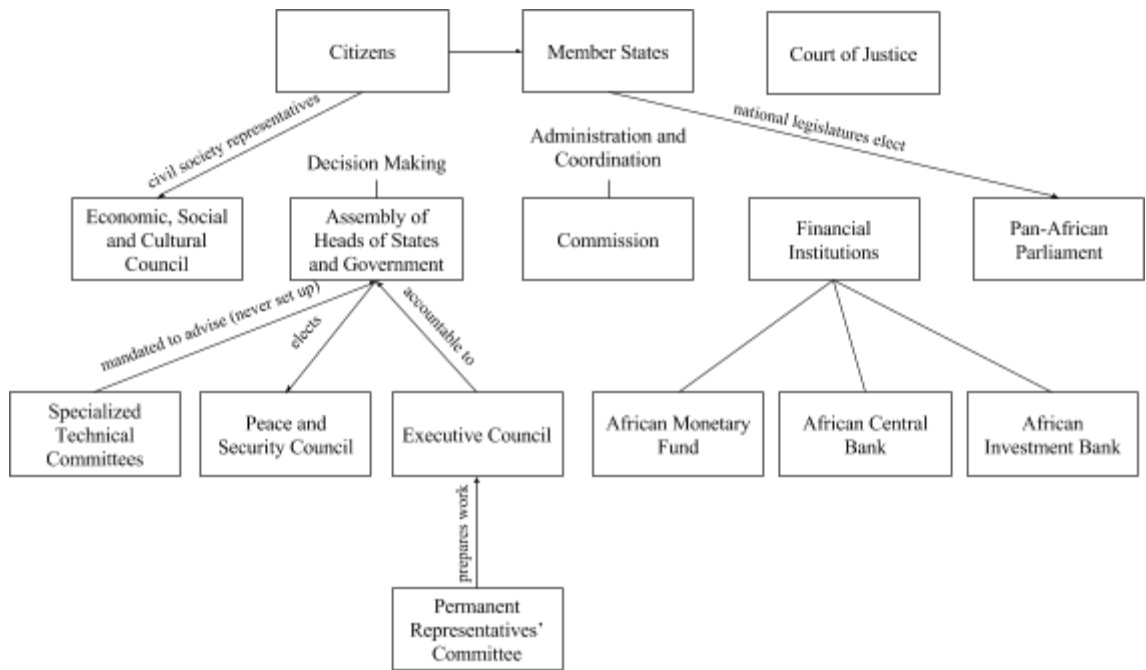 Citizens
Member States
Court of Justice
civil society representatives
national legislatures elect
Decision Making
Administration and
Coordination
Economic, Social
and Cultural
Council
Assembly of
Heads of States
and Government
Commission
Financial
Institutions
Pan-African
Parliament
mandated to advise (never set up)
elects
accountable to
Specialized
Technical
Committees
Peace and
Security Council
Executive Council
African Monetary
Fund
African Central
Bank
African
Investment Bank
prepares work
Permanent
Representatives’
Committee